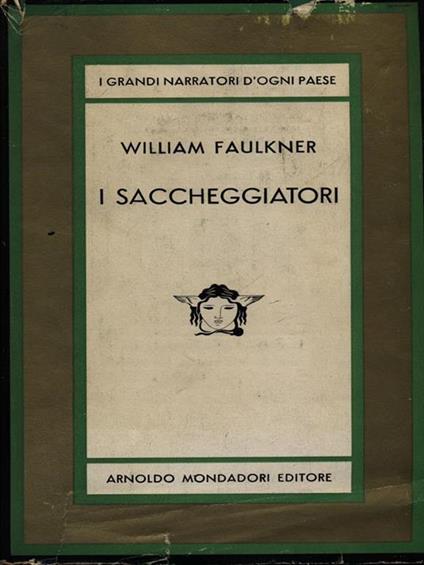 I GRANDI NARRATORI D'OGNI PAESE
WILLIAM FAULKNER
I SACCHEGGIATORI
ARNOLDO MONDADORI EDITORE